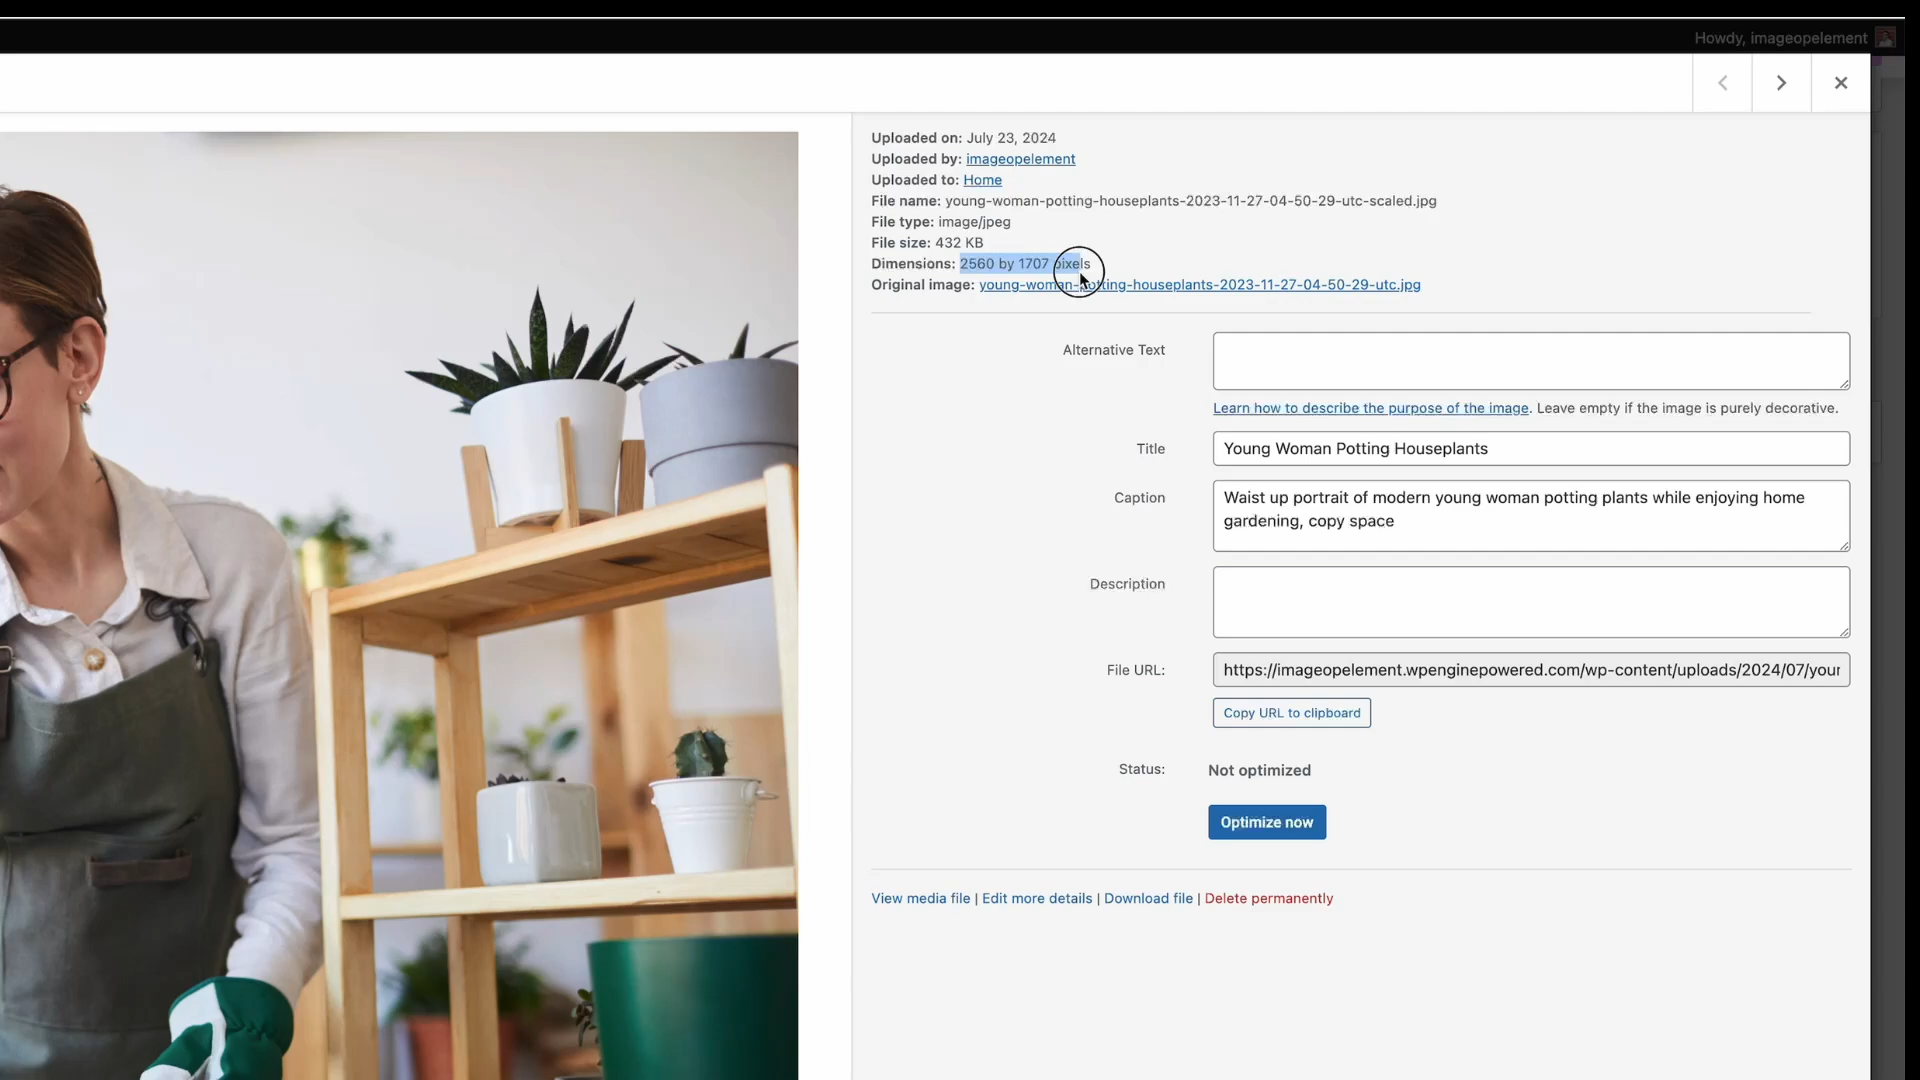 Howdy, imageopelement
Uploaded on: July 23, 2024
Uploaded by: imageopelement
Uploaded to: Home
File name: young-woman-potting-houseplants-2023-11-27-04-50-29-utc-scaled.jpg
File type: image/jpeg
File size: 432 KB
Dimensions: 2560 by 1707 pixels
Original image: young-woman-potting-houseplants-2023-11-27-04-50-29-utc.jpg
Alternative Text
Learn how to describe the purpose of the image. Leave empty if the image is purely decorative.
Title
Young Woman Potting Houseplants
Caption
Waist up portrait of modern young woman potting plants while enjoying home
gardening, copy space
Description
File URL:
https://imageopelement.wpenginepowered.com/wp-content/uploads/2024/07/your
Copy URL to clipboard
Status:
Not optimized
Optimize now
View media file | Edit more details | Download file | Delete permanently